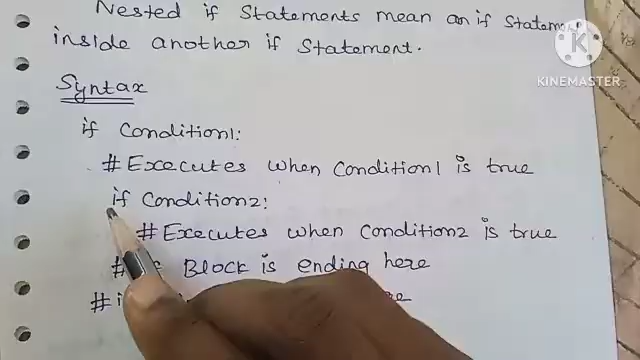 Nested if Statements mean an if Statement
inside another if Statement.
KINEMASTER
Syntax
if Condition1:
#Executes when Condition1 is true
if Condition2:
#Executes when Condition2 is true
# Block is ending here
#i